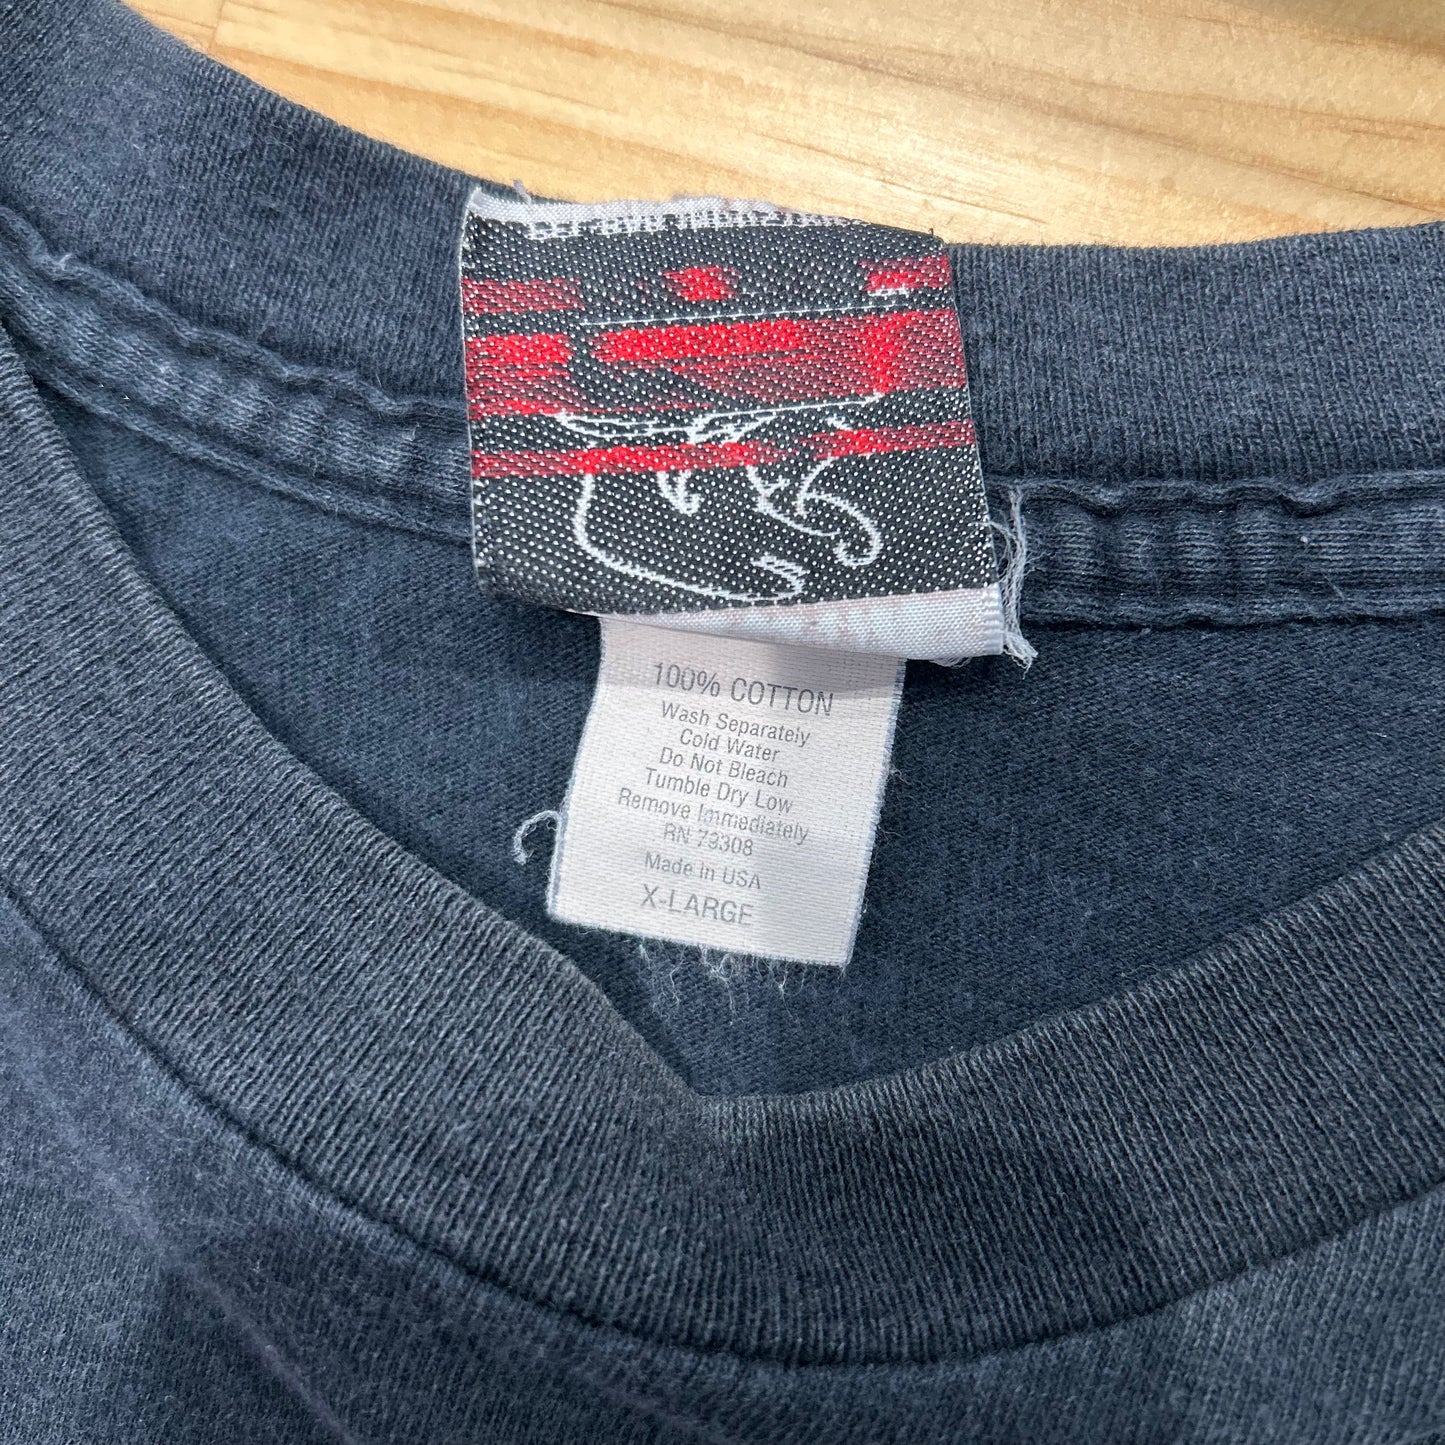 100% COTTON
Wash Separately
Cold Water
Do Not Bleach
Tumble Dry Low
Remove Immediately
RN 79308
Made in USA
X-LARGE